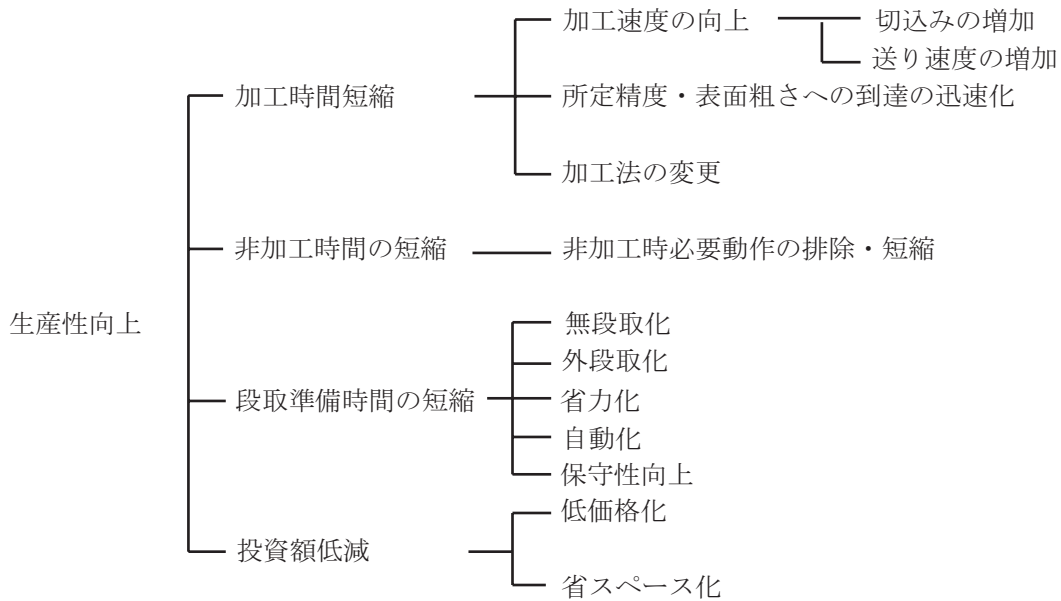 生産性向上
加工時間短縮
加工速度の向上
切込みの増加
送り速度の増加
所定精度・表面粗さへの到達の迅速化
加工法の変更
非加工時間の短縮
非加工時必要動作の排除・短縮
段取準備時間の短縮
無段取化
外段取化
省力化
自動化
保守性向上
投資額低減
低価格化
省スペース化